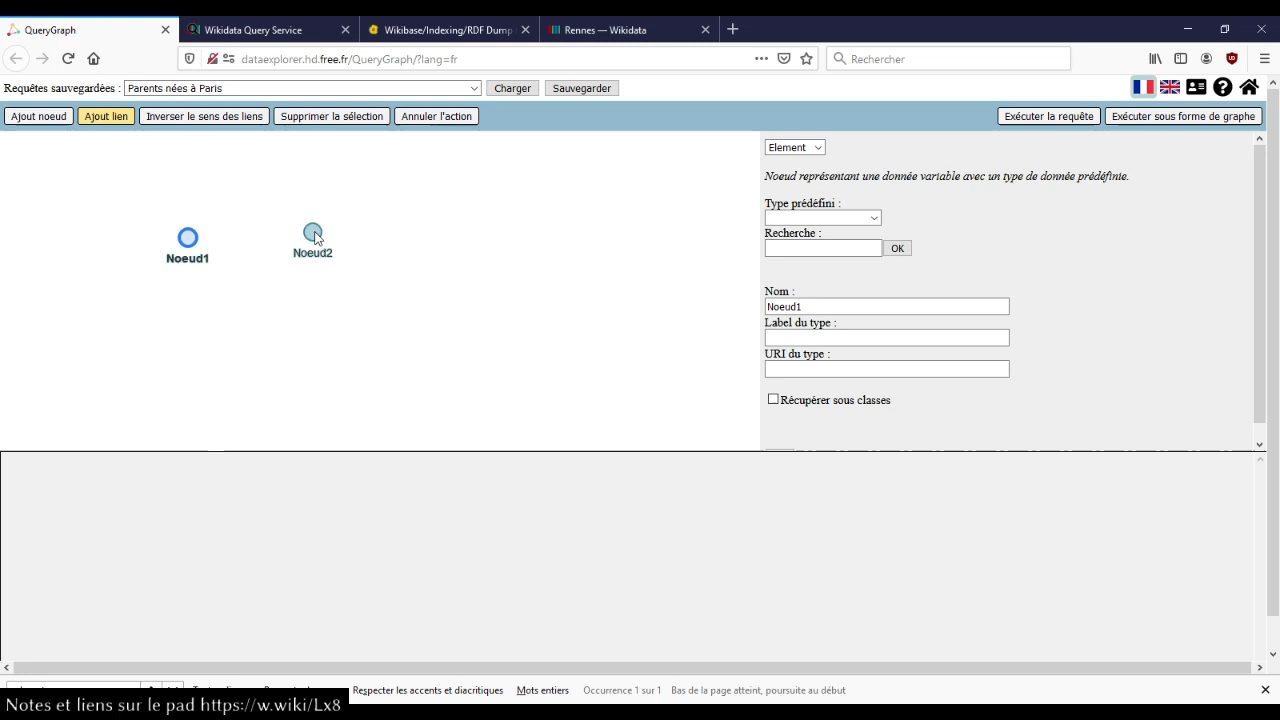 QueryGraph
Wikidata Query Service
Wikibase/Indexing/RDF Dump
Rennes — Wikidata
dataexplorer.hd.free.fr/QueryGraph/?lang=fr
Rechercher
Requêtes sauvegardées : Parents nées à Paris Charger Sauvegarder
Ajout noeud Ajout lien Inverser le sens des liens Supprimer la sélection Annuler l'action Exécuter la requête Exécuter sous forme de graphe
Element
Noeud représentant une donnée variable avec un type de donnée prédéfinie.
Type prédéfini :
Recherche :
OK
Noeud1
Noeud2
Nom :
Noeud1
Label du type :
URI du type :
Récupérer sous classes
Respecter les accents et diacritiques Mots entiers Occurrence 1 sur 1 Bas de la page atteint, poursuite au début
Notes et liens sur le pad https://w.wiki/Lx8